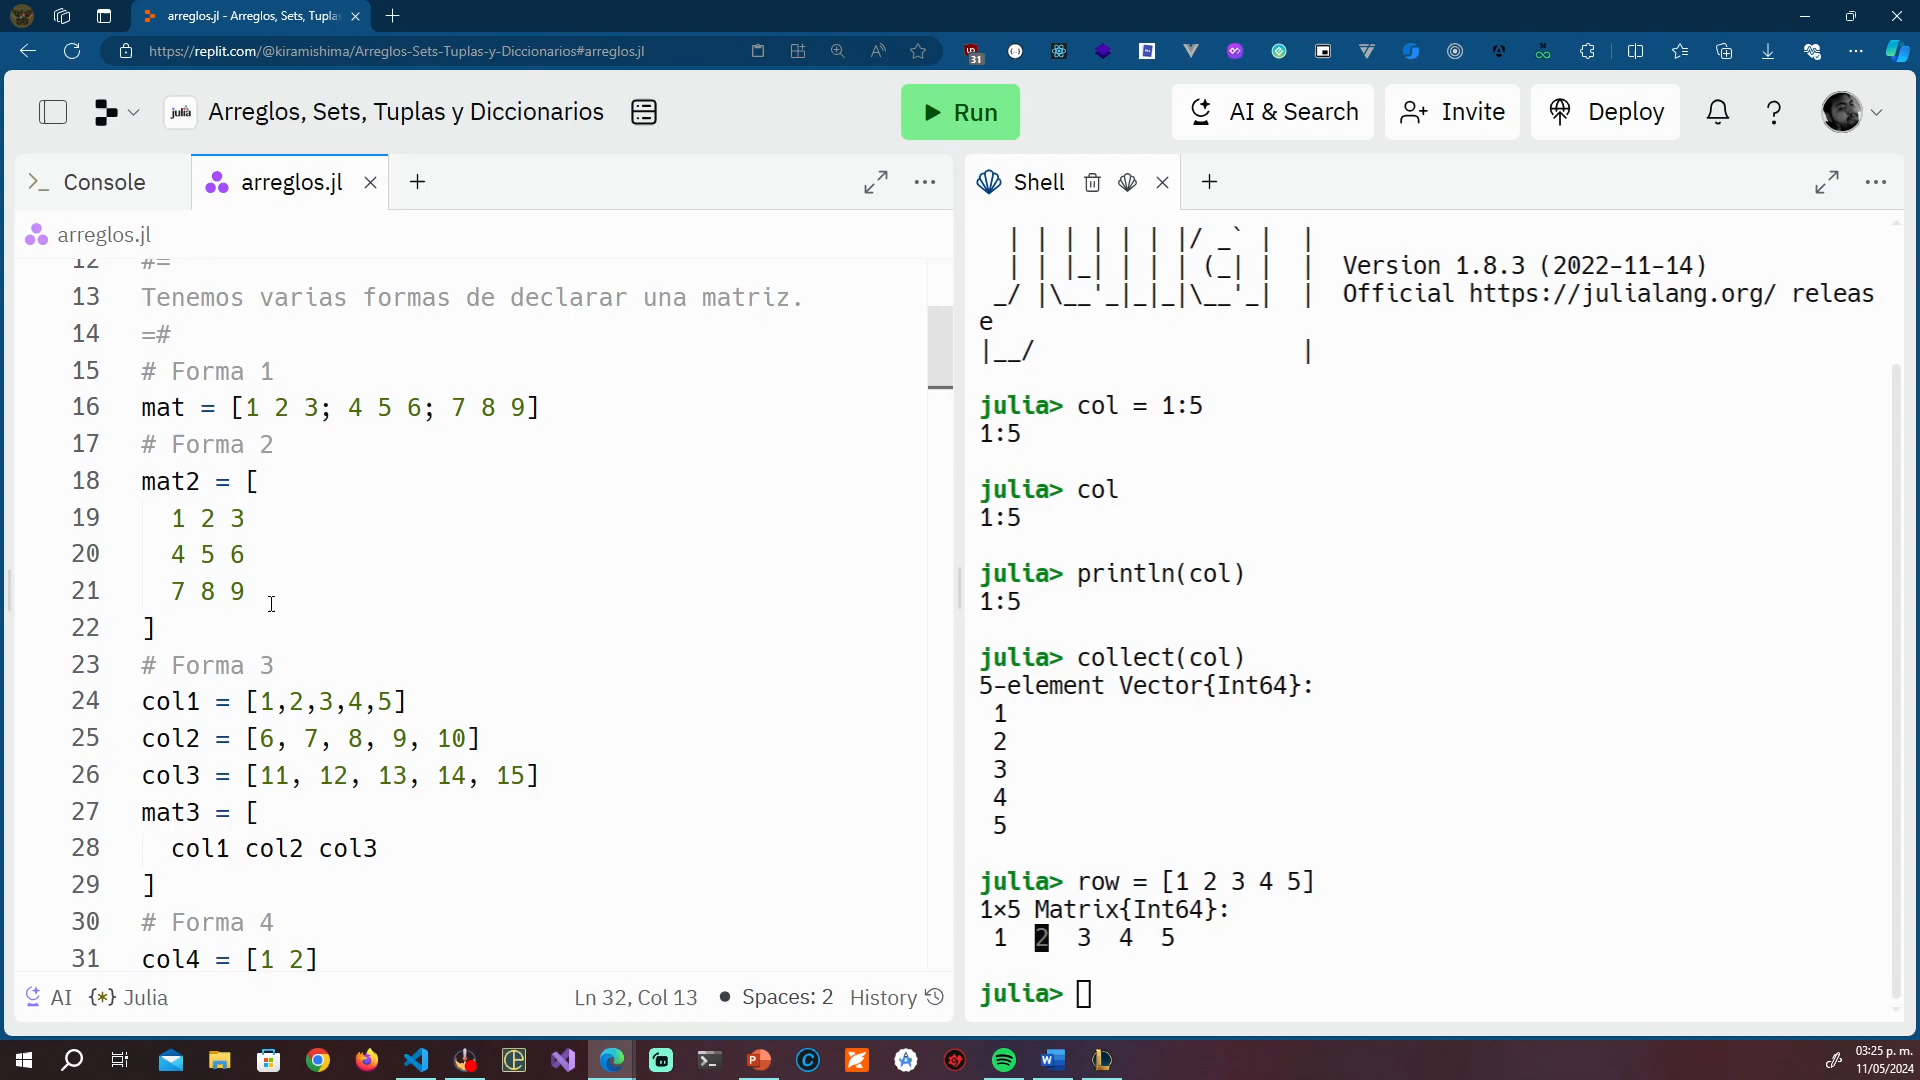 arreglos.jl - Arreglos, Sets, Tupla
https://replit.com/@kiramishima/Arreglos-Sets-Tuplas-y-Diccionarios#arreglos.jl
31
julia
Arreglos, Sets, Tuplas y Diccionarios
Run
AI & Search
Invite
Deploy
Console
arreglos.jl
arreglos.jl
12 #=
13 Tenemos varias formas de declarar una matriz.
14 =#
15 # Forma 1
16 mat = [1 2 3; 4 5 6; 7 8 9]
17 # Forma 2
18 mat2 = [
19 1 2 3
20 4 5 6
21 7 8 9
22 ]
23 # Forma 3
24 col1 = [1,2,3,4,5]
25 col2 = [6, 7, 8, 9, 10]
26 col3 = [11, 12, 13, 14, 15]
27 mat3 = [
28 col1 col2 col3
29 ]
30 # Forma 4
31 col4 = [1 2]
AI {*} Julia
Ln 32, Col 13 • Spaces: 2 History
Shell
| | | | | | |/ _` | |
| | |_| | | | (_| | | Version 1.8.3 (2022-11-14)
_/ |\__'_|_|_|\__'_| | Official https://julialang.org/ releas
e
|__/ |
julia> col = 1:5
1:5
julia> col
1:5
julia> println(col)
1:5
julia> collect(col)
5-element Vector{Int64}:
1
2
3
4
5
julia> row = [1 2 3 4 5]
1×5 Matrix{Int64}:
1 2 3 4 5
julia>
03:25 p. m.
11/05/2024